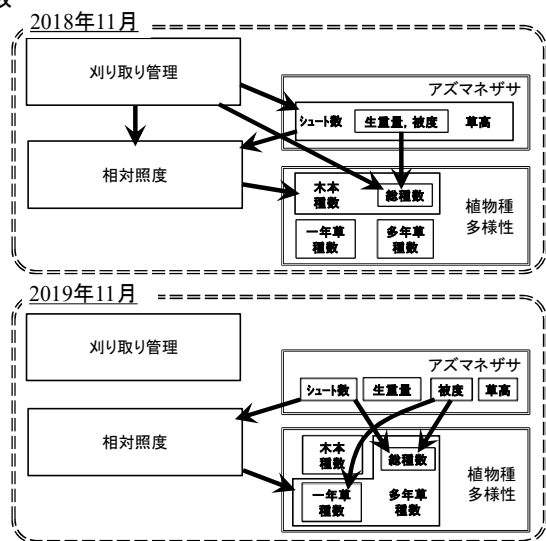 2018年11月
刈り取り管理
アズマネザサ
シュート数
生重量, 被度
草高
相対照度
木本
種数
総種数
植物種
多様性
一年草
種数
多年草
種数
2019年11月
刈り取り管理
アズマネザサ
シュート数
生重量
被度
草高
相対照度
木本
種数
総種数
植物種
多様性
一年草
種数
多年草
種数